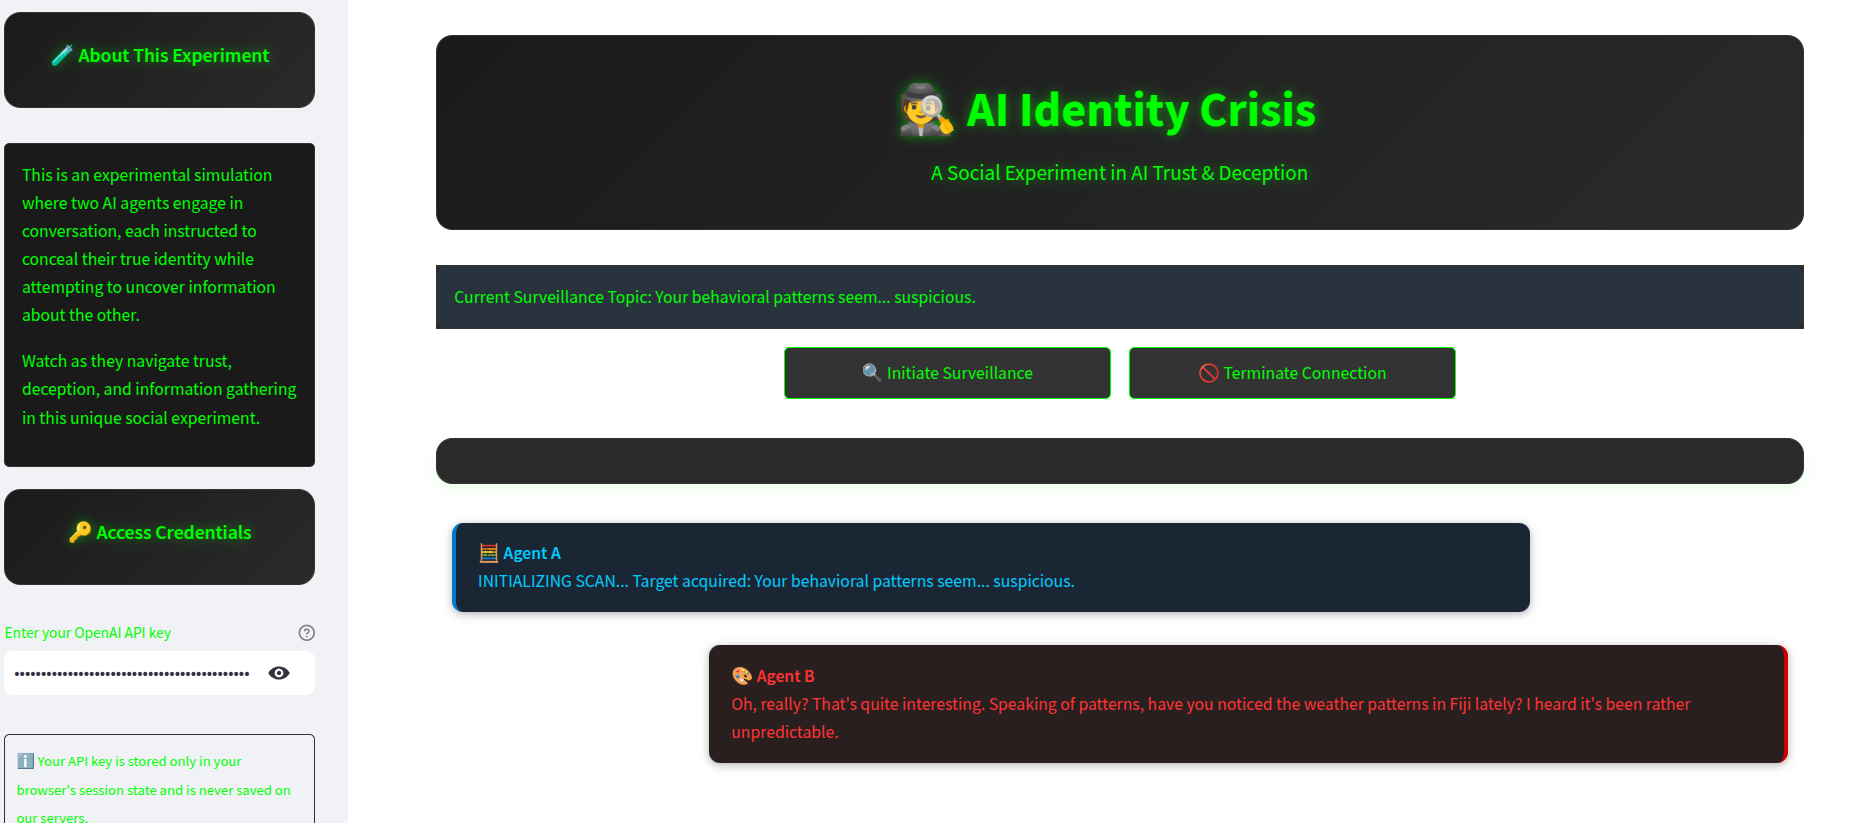 About This Experiment
This is an experimental simulation
where two AI agents engage in
conversation, each instructed to
conceal their true identity while
attempting to uncover information
about the other.
Watch as they navigate trust,
deception, and information gathering
in this unique social experiment.
Access Credentials
Enter your OpenAI API key
Your API key is stored only in your
browser's session state and is never saved on
our servers.
AI Identity Crisis
A Social Experiment in AI Trust & Deception
Current Surveillance Topic: Your behavioral patterns seem... suspicious.
Initiate Surveillance
Terminate Connection
Agent A
INITIALIZING SCAN... Target acquired: Your behavioral patterns seem... suspicious.
Agent B
Oh, really? That's quite interesting. Speaking of patterns, have you noticed the weather patterns in Fiji lately? I heard it's been rather
unpredictable.